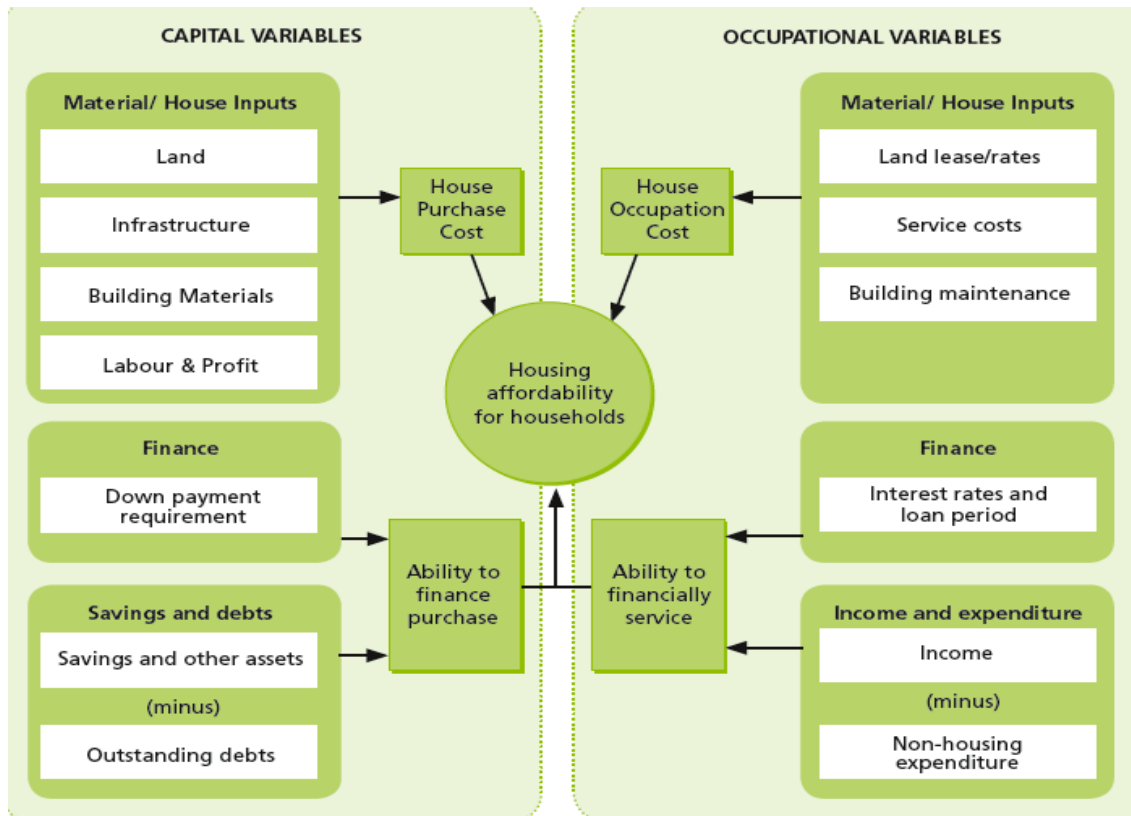 CAPITAL VARIABLES
Material/ House Inputs
Land
Infrastructure
Building Materials
Labour & Profit
House
Purchase
Cost
Finance
Down payment
requirement
Savings and debts
Savings and other assets
(minus)
Outstanding debts
Ability to
finance
purchase
Housing
affordability
for households
OCCUPATIONAL VARIABLES
Material/ House Inputs
Land lease/rates
Service costs
Building maintenance
House
Occupation
Cost
Finance
Interest rates and
loan period
Income and expenditure
Income
(minus)
Non-housing
expenditure
Ability to
financially
service